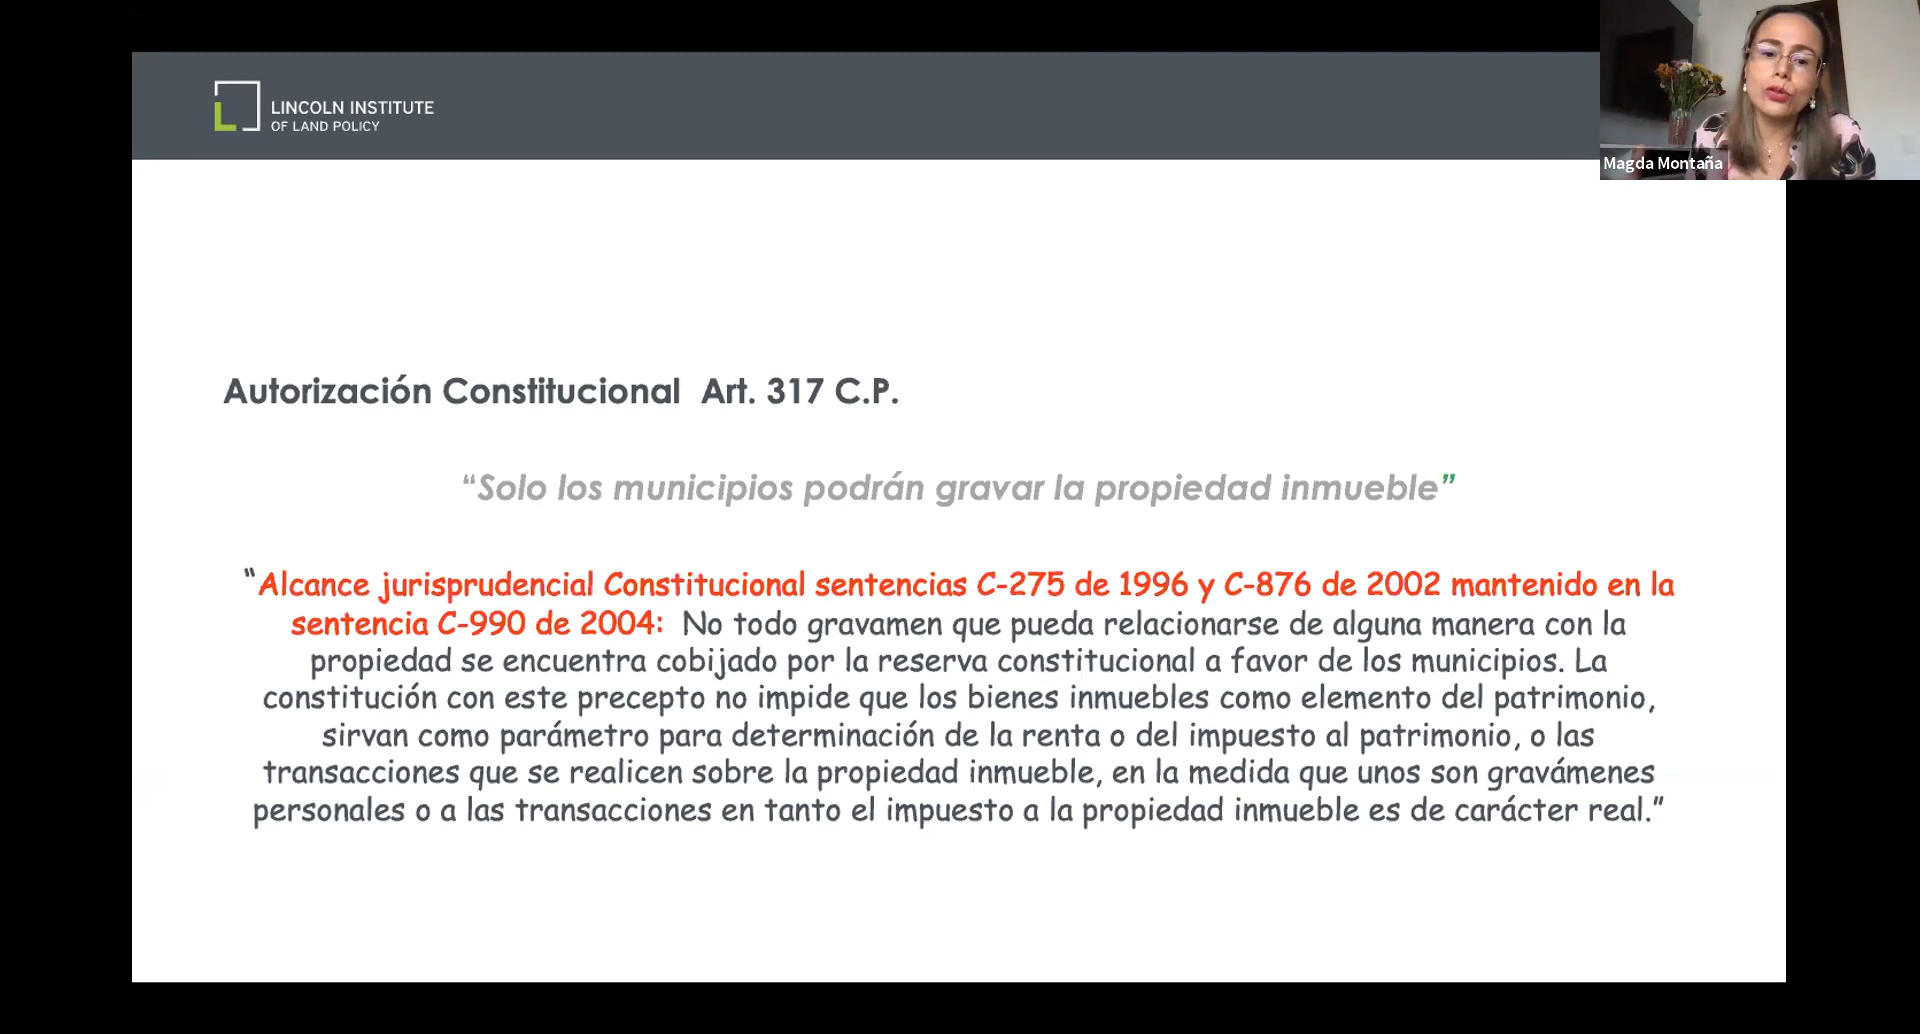 LINCOLN INSTITUTE
OF LAND POLICY
Magda Montaña
Autorización Constitucional Art. 317 C.P.
“Solo los municipios podrán gravar la propiedad inmueble”
“Alcance jurisprudencial Constitucional sentencias C-275 de 1996 y C-876 de 2002 mantenido en la
sentencia C-990 de 2004: No todo gravamen que pueda relacionarse de alguna manera con la
propiedad se encuentra cobijado por la reserva constitucional a favor de los municipios. La
constitución con este precepto no impide que los bienes inmuebles como elemento del patrimonio,
sirvan como parámetro para determinación de la renta o del impuesto al patrimonio, o las
transacciones que se realicen sobre la propiedad inmueble, en la medida que unos son gravámenes
personales o a las transacciones en tanto el impuesto a la propiedad inmueble es de carácter real.”